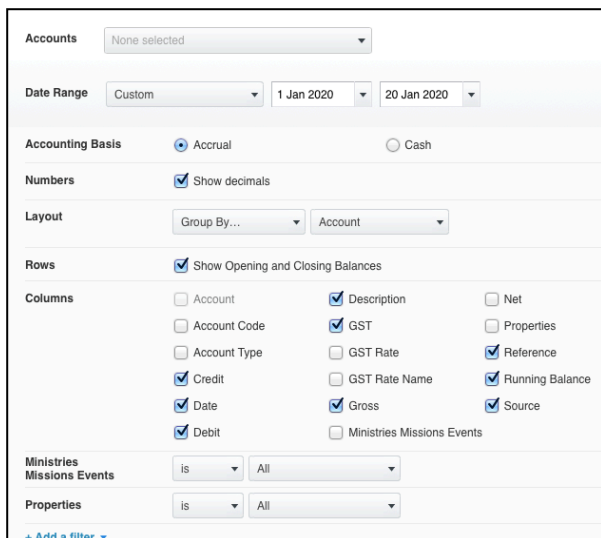 Accounts None selected
Date Range Custom 1 Jan 2020 20 Jan 2020
Accounting Basis Accrual Cash
Numbers Show decimals
Layout Group By... Account
Rows Show Opening and Closing Balances
Columns Account Description Net
Account Code GST Properties
Account Type GST Rate Reference
Credit GST Rate Name Running Balance
Date Gross Source
Debit Ministries Missions Events
Ministries
Missions Events is All
Properties is All
+ Add a filter